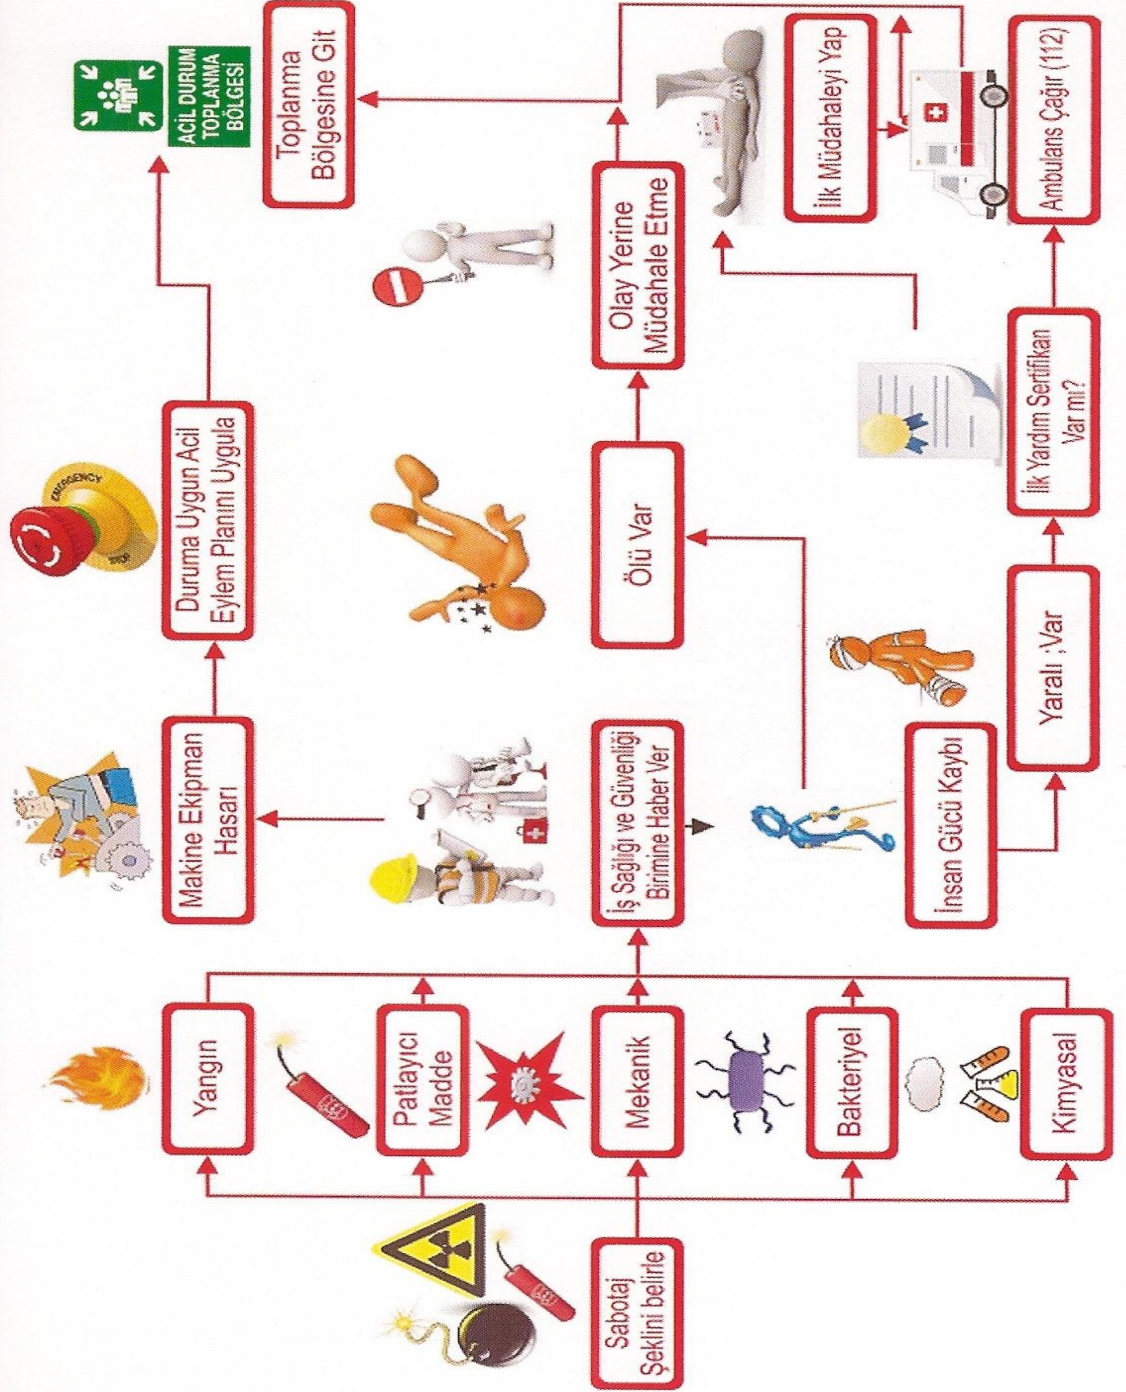 Sabotaj
Şeklini belirle
Yangın
Patlayıcı
Madde
Mekanik
Bakteriyel
Kimyasal
Makine Ekipman
Hasarı
İş Sağlığı ve Güvenliği
Birimine Haber Ver
İnsan Gücü Kaybı
EMERGENCY
STOP
Duruma Uygun Acil
Eylem Planını Uygula
Ölü Var
Yaralı ;Var
Olay Yerine
Müdahale Etme
İlk Yardım Sertifikan
Var mı?
ACİL DURUM
TOPLANMA
BÖLGESİ
Toplanma
Bölgesine Git
İlk Müdahaleyi Yap
Ambulans Çağır (112)